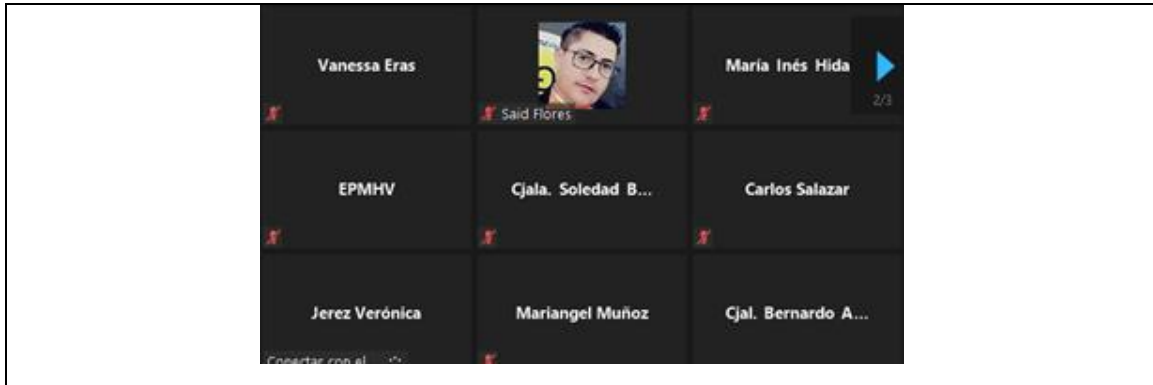 Vanessa Eras
Said Flores
María Inés Hida
2/3
EPMHV
Cjala. Soledad B...
Carlos Salazar
Jerez Verónica
Conectar con el
Mariangel Muñoz
Cjal. Bernardo A...